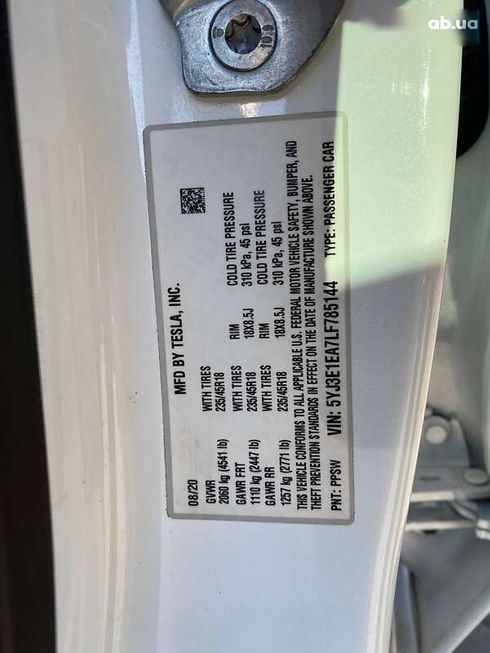 ab.ua
100
MFD BY TESLA, INC.
08/20
GVWR WITH TIRES RIM COLD TIRE PRESSURE
2060 kg (4541 lb) 235/45R18 18X8.5J 310 kPa, 45 psi
GAWR FRT WITH TIRES RIM COLD TIRE PRESSURE
1110 kg (2447 lb) 235/45R18 18X8.5J 310 kPa, 45 psi
GAWR RR
1257 kg (2771 lb) 235/45R18
THIS VEHICLE CONFORMS TO ALL APPLICABLE U.S. FEDERAL MOTOR VEHICLE SAFETY, BUMPER, AND
THEFT PREVENTION STANDARDS IN EFFECT ON THE DATE OF MANUFACTURE SHOWN ABOVE.
PNT: PPSW VIN: 5YJ3E1EA7LF785144 TYPE: PASSENGER CAR